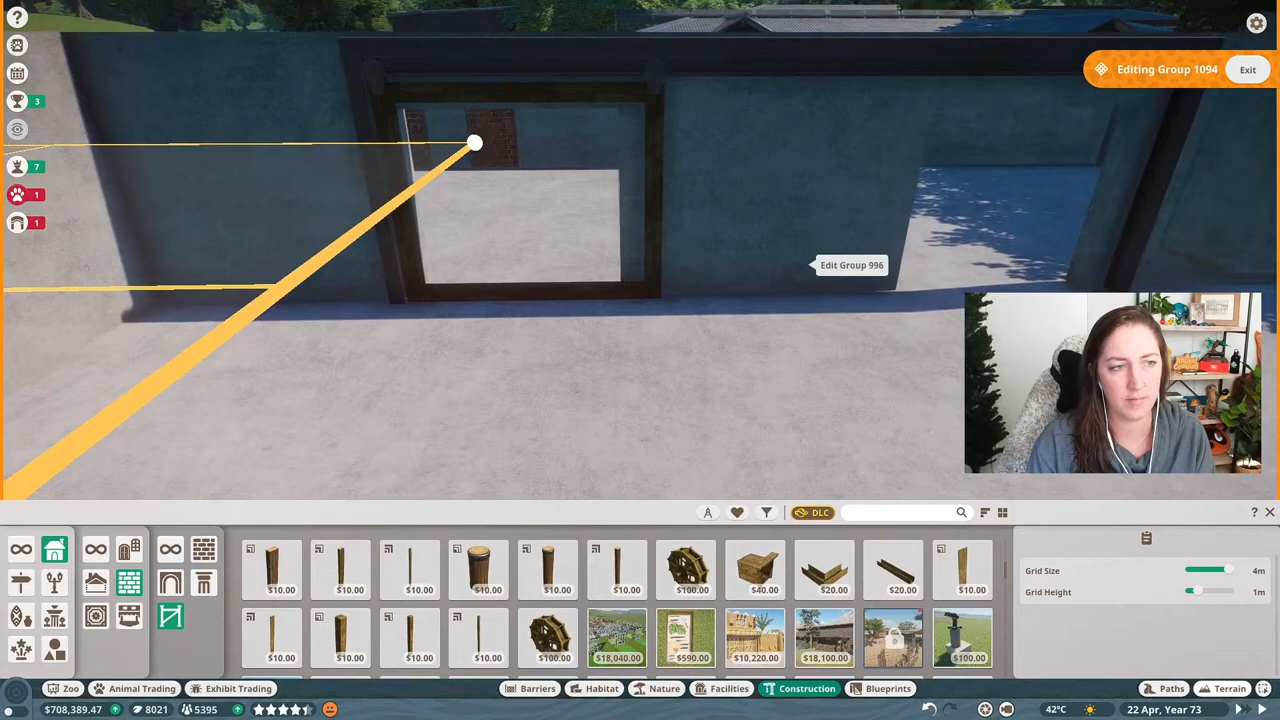 ?
Editing Group 1094
Exit
3
7
1
1
Edit Group 996
DLC
?
$10.00
$10.00
$10.00
$10.00
$10.00
$10.00
$100.00
$40.00
$20.00
$20.00
$10.00
$10.00
$10.00
$10.00
$10.00
$100.00
$18,040.00
$590.00
$10,220.00
$18,100.00
$100.00
Grid Size
4m
Grid Height
1m
Zoo
Animal Trading
Exhibit Trading
Barriers
Habitat
Nature
Facilities
Construction
Blueprints
Paths
Terrain
$708,389.47
8021
5395
42°C
22 Apr, Year 73